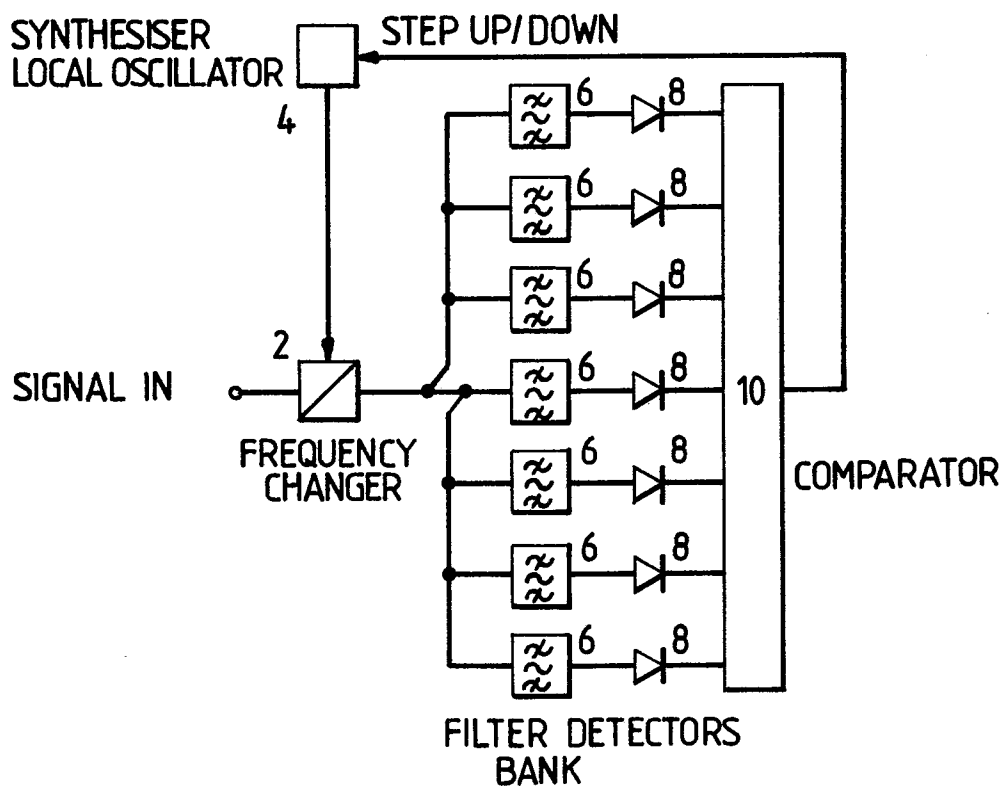 SYNTHESISER
LOCAL OSCILLATOR
STEP UP/DOWN
4
6 8
6 8
6 8
2
SIGNAL IN
6 8
10
FREQUENCY
CHANGER
6 8
COMPARATOR
6 8
6 8
FILTER DETECTORS
BANK